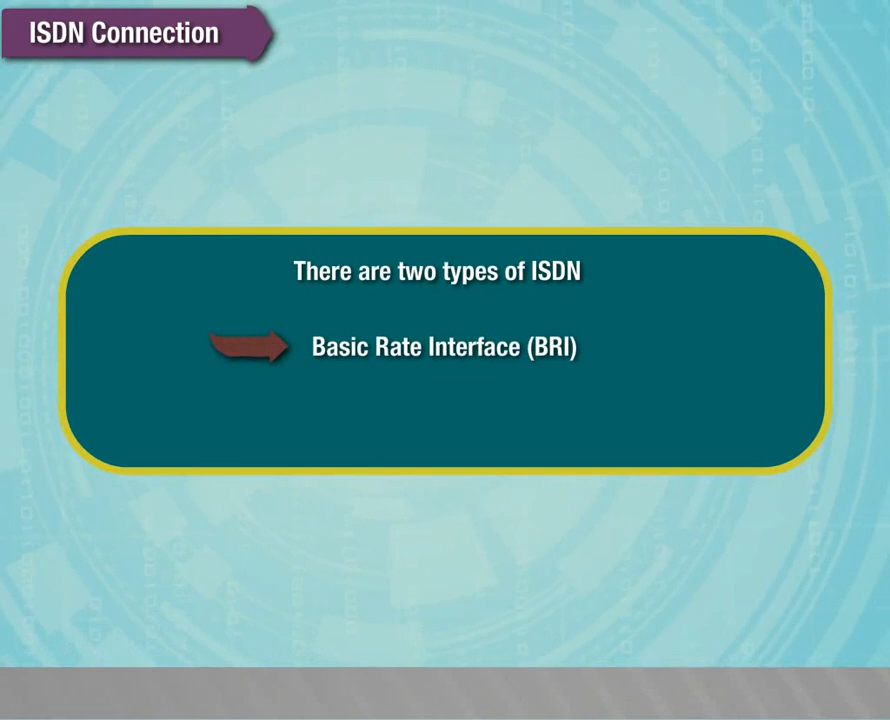 ISDN Connection
There are two types of ISDN
Basic Rate Interface (BRI)